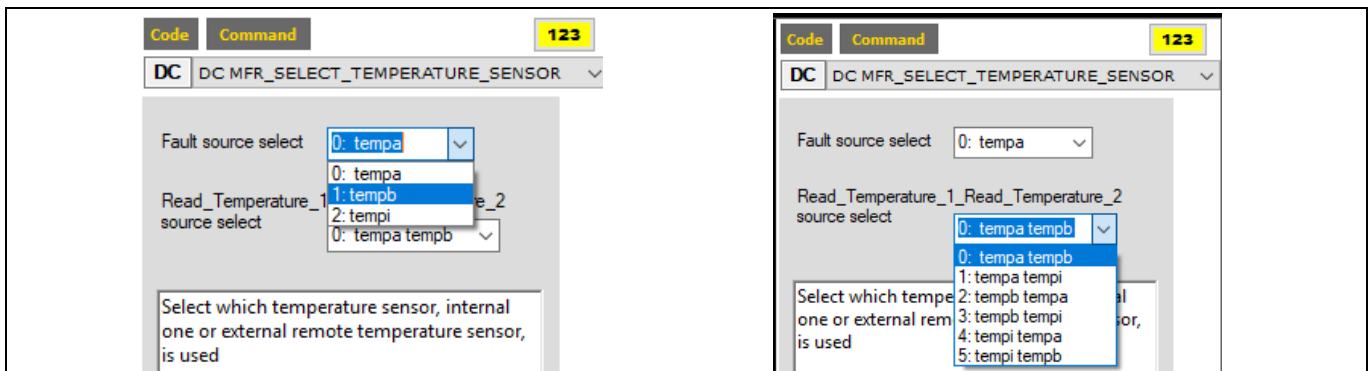 Code Command 123
DC DC MFR_SELECT_TEMPERATURE_SENSOR
Fault source select 0: tempa
0: tempa
1: tempb
2: tempi
Read_Temperature_1 e_2
source select
0: tempa tempb
Select which temperature sensor, internal
one or external remote temperature sensor,
is used
Code Command 123
DC DC MFR_SELECT_TEMPERATURE_SENSOR
Fault source select 0: tempa
Read_Temperature_1_Read_Temperature_2
source select
0: tempa tempb
0: tempa tempb
1: tempa tempi
2: tempb tempa
3: tempb tempi
4: tempi tempa
5: tempi tempb
Select which tempe al
one or external rem sor,
is used